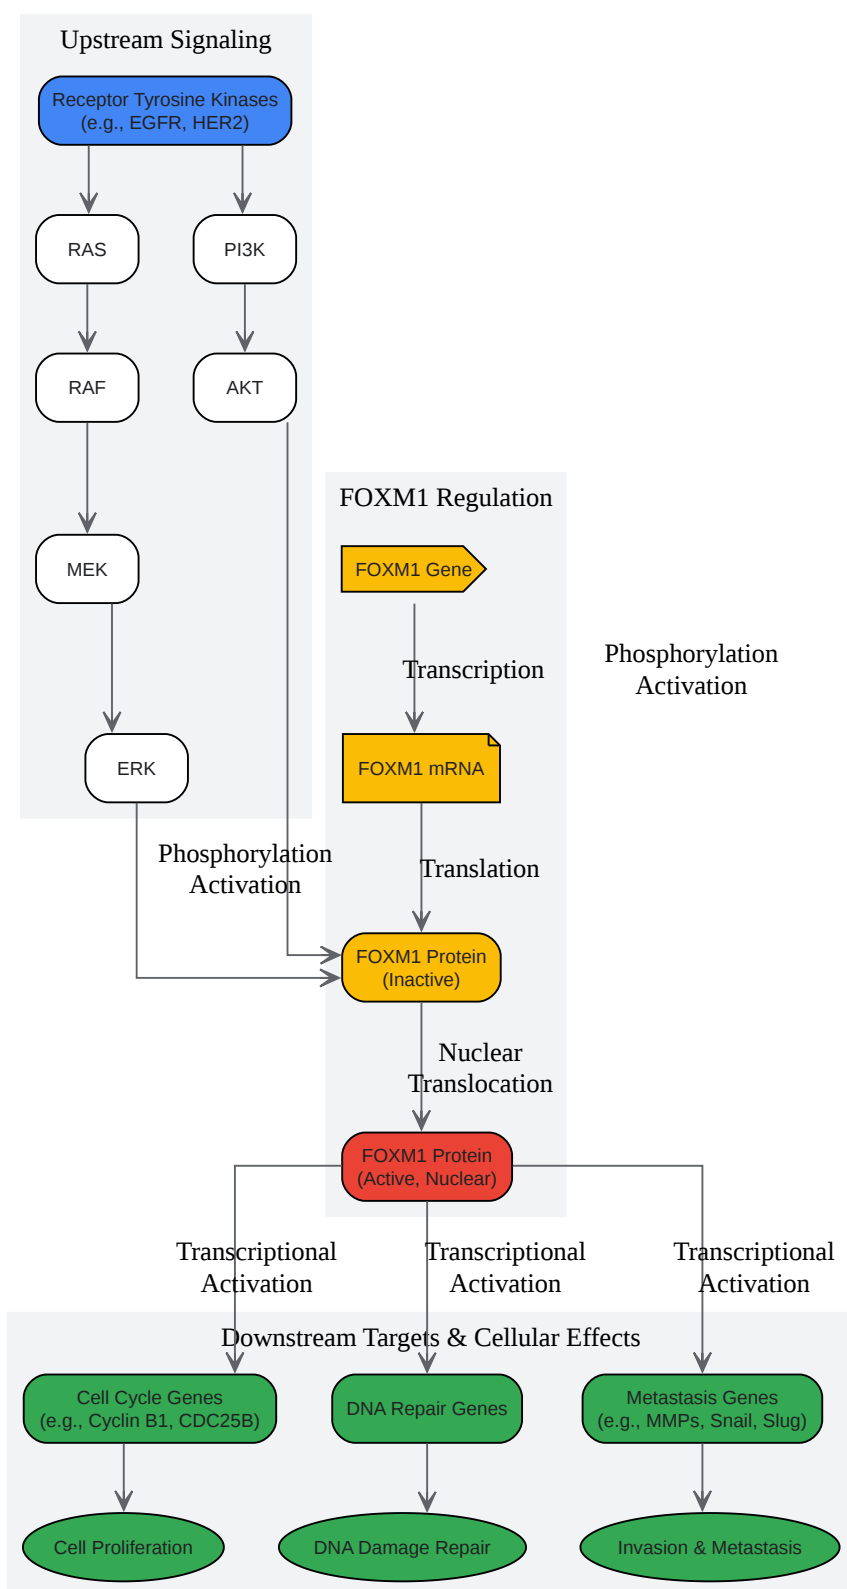 Upstream Signaling
Receptor Tyrosine Kinases
(e.g., EGFR, HER2)
RAS
PI3K
RAF
AKT
FOXM1 Regulation
MEK
FOXM1 Gene
Transcription
Phosphorylation
Activation
ERK
FOXM1 mRNA
Phosphorylation
Activation
Translation
FOXM1 Protein
(Inactive)
Nuclear
Translocation
FOXM1 Protein
(Active, Nuclear)
Transcriptional
Activation
Transcriptional
Activation
Transcriptional
Activation
Downstream Targets & Cellular Effects
Cell Cycle Genes
(e.g., Cyclin B1, CDC25B)
DNA Repair Genes
Metastasis Genes
(e.g., MMPs, Snail, Slug)
Cell Proliferation
DNA Damage Repair
Invasion & Metastasis